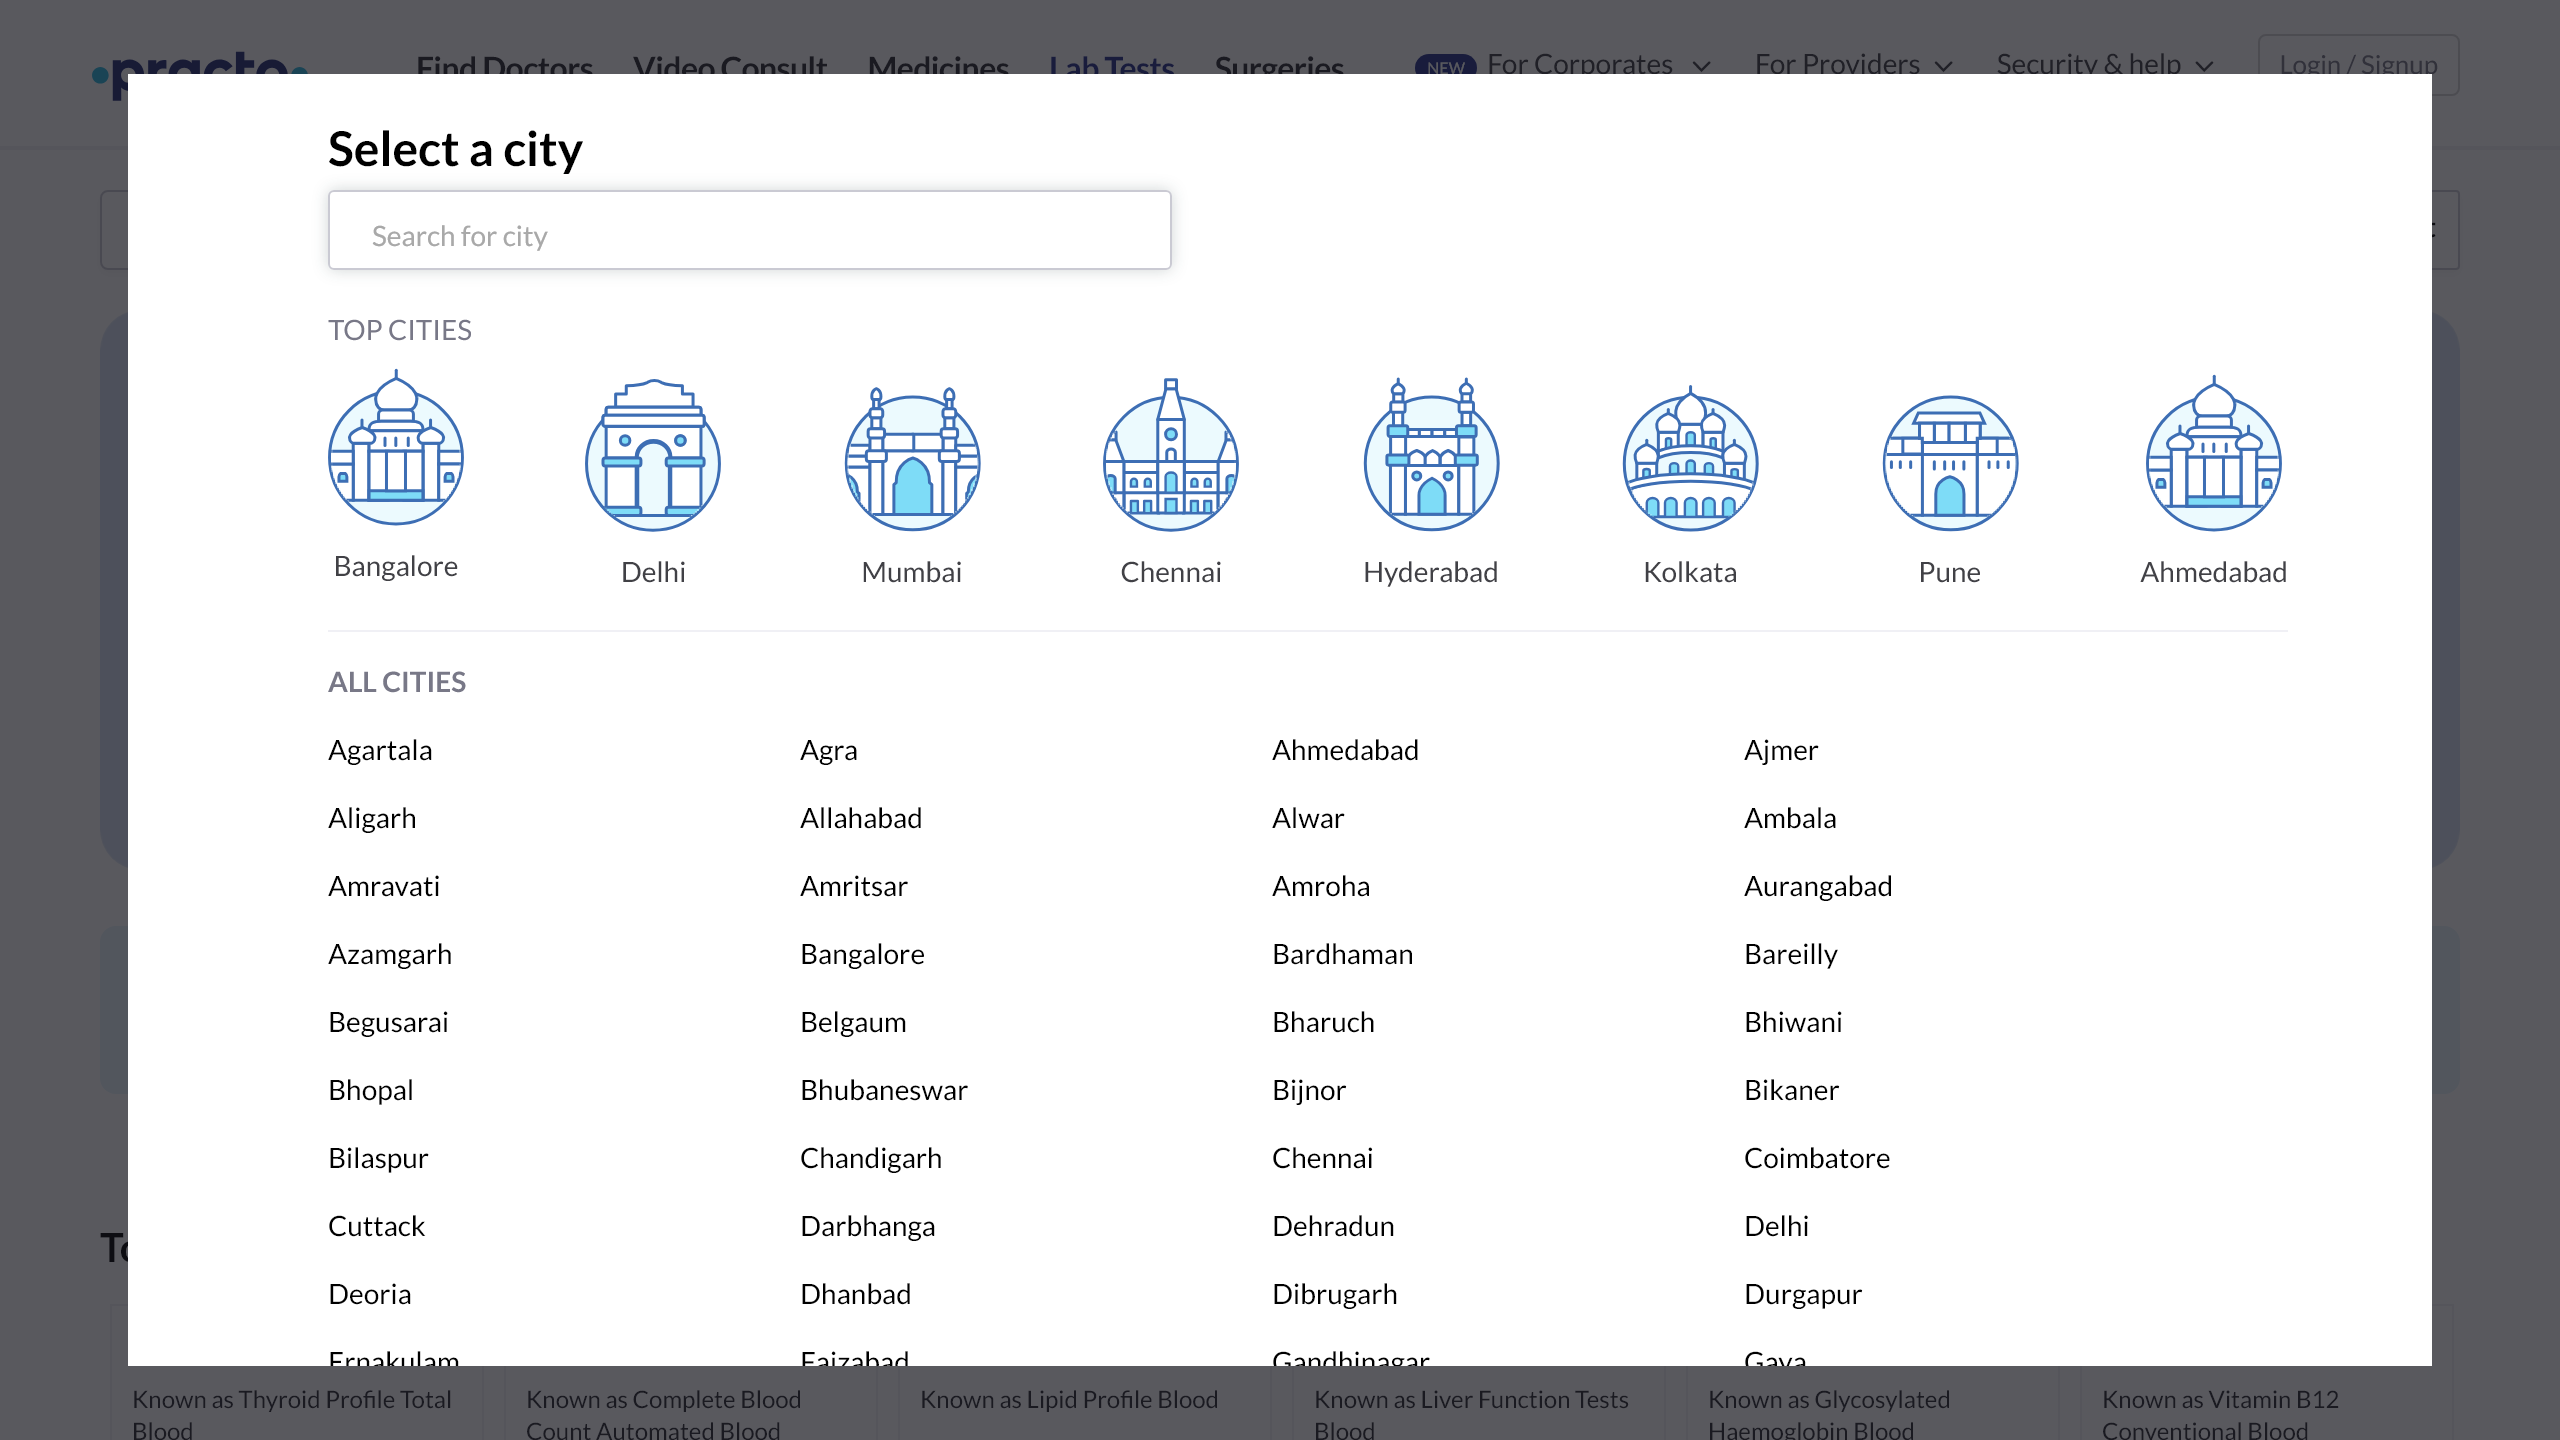 practo
Find Doctors Video Consult Medicines Lab Tests Surgeries NEW For Corporates For Providers Security & help Login / Signup
Select a city
Search for city
TOP CITIES
Bangalore Delhi Mumbai Chennai Hyderabad Kolkata Pune Ahmedabad
ALL CITIES
Agartala Agra Ahmedabad Ajmer
Aligarh Allahabad Alwar Ambala
Amravati Amritsar Amroha Aurangabad
Azamgarh Bangalore Bardhaman Bareilly
Begusarai Belgaum Bharuch Bhiwani
Bhopal Bhubaneswar Bijnor Bikaner
Bilaspur Chandigarh Chennai Coimbatore
Cuttack Darbhanga Dehradun Delhi
Deoria Dhanbad Dibrugarh Durgapur
Ernakulam Faizabad Gandhinagar Gaya
Known as Thyroid Profile Total Known as Complete Blood Known as Lipid Profile Blood Known as Liver Function Tests Known as Glycosylated Known as Vitamin B12
Blood Count Automated Blood Blood Haemoglobin Blood Conventional Blood